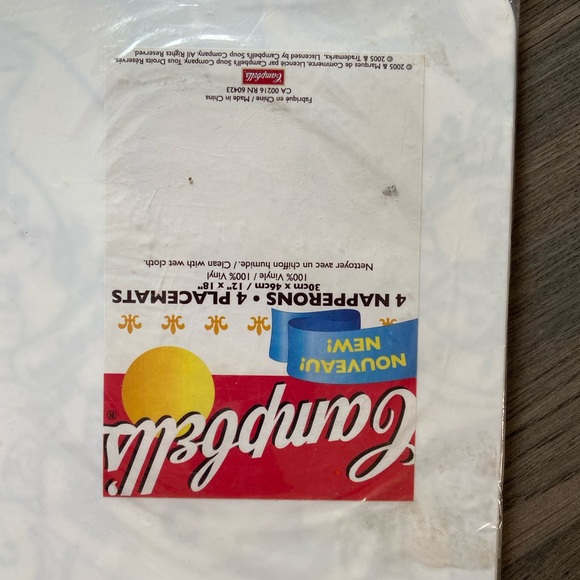 Campbell's®
NOUVEAU!
NEW!
4 NAPPERONS • 4 PLACEMATS
30cm x 46cm / 12" x 18"
100% Vinyle / 100% Vinyl
Nettoyer avec un chiffon humide. / Clean with wet cloth.
Fabriqué en Chine / Made in China
CA 00216 RN 60423
Campbell's
© 2005 & Marques de Commerce, Licencié par Campbell's Soup Company, Tous Droits Réservés.
© 2005 & Trademarks, Licensed by Campbell's Soup Company, All Rights Reserved.